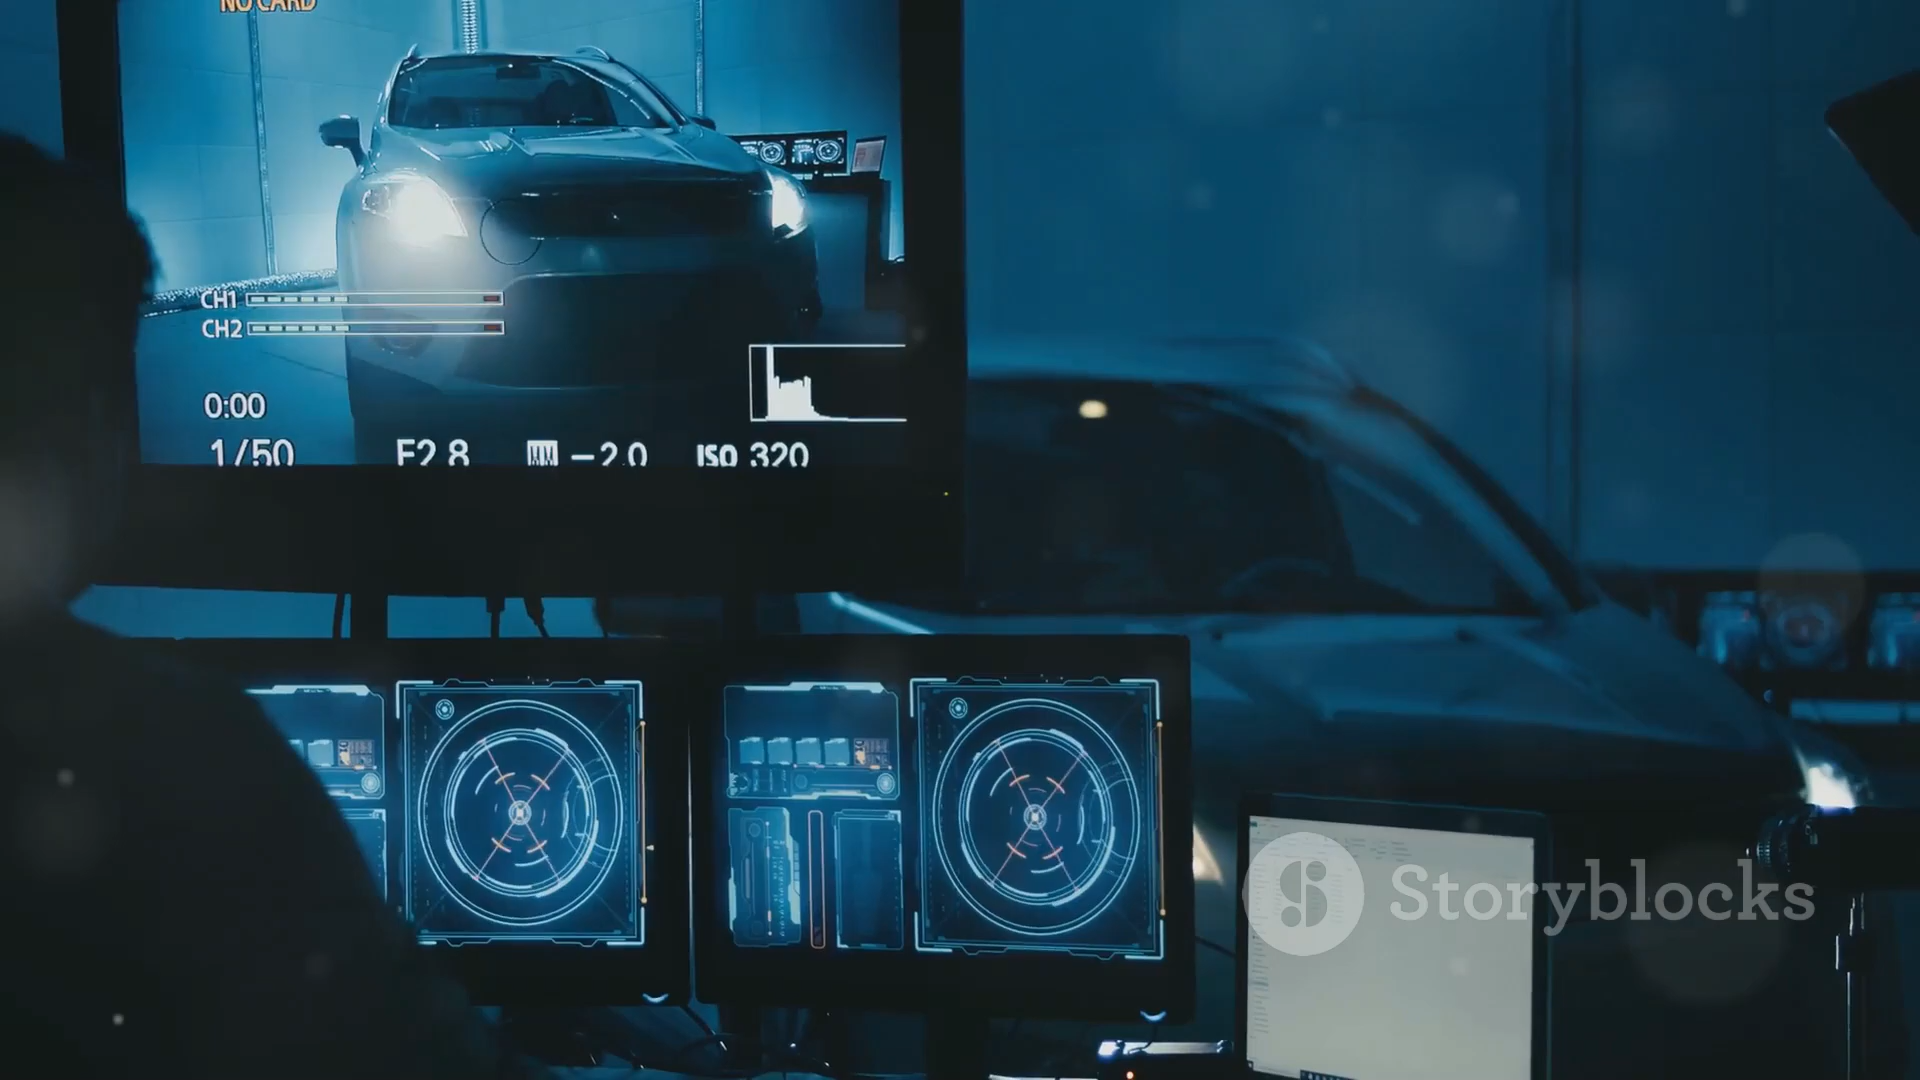 NO CARD
CH1
CH2
0:00
1/50 F2.8 −2.0 ISO 320
Storyblocks